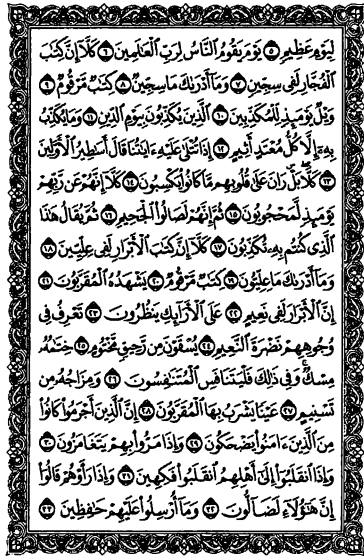 لِيَوْمٍ عَظِيمٍ ٥ يَوْمَ يَقُومُ ٱلنَّاسُ لِرَبِّ ٱلْعَـٰلَمِينَ ٦ كَلَّآ إِنَّ كِتَـٰبَ
ٱلْفُجَّارِ لَفِى سِجِّينٍ ٧ وَمَآ أَدْرَىٰكَ مَا سِجِّينٌ ٨ كِتَـٰبٌ مَّرْقُومٌ ٩
وَيْلٌ يَوْمَئِذٍ لِّلْمُكَذِّبِينَ ١٠ ٱلَّذِينَ يُكَذِّبُونَ بِيَوْمِ ٱلدِّينِ ١١ وَمَا يُكَذِّبُ
بِهِۦٓ إِلَّا كُلُّ مُعْتَدٍ أَثِيمٍ ١٢ إِذَا تُتْلَىٰ عَلَيْهِ ءَايَـٰتُنَا قَالَ أَسَـٰطِيرُ ٱلْأَوَّلِينَ
١٣ كَلَّا بَلْ رَانَ عَلَىٰ قُلُوبِهِم مَّا كَانُوا۟ يَكْسِبُونَ ١٤ كَلَّآ إِنَّهُمْ عَن رَّبِّهِمْ
يَوْمَئِذٍ لَّمَحْجُوبُونَ ١٥ ثُمَّ إِنَّهُمْ لَصَالُوا۟ ٱلْجَحِيمِ ١٦ ثُمَّ يُقَالُ هَـٰذَا
ٱلَّذِى كُنتُم بِهِۦ تُكَذِّبُونَ ١٧ كَلَّآ إِنَّ كِتَـٰبَ ٱلْأَبْرَارِ لَفِى عِلِّيِّينَ ١٨
وَمَآ أَدْرَىٰكَ مَا عِلِّيُّونَ ١٩ كِتَـٰبٌ مَّرْقُومٌ ٢٠ يَشْهَدُهُ ٱلْمُقَرَّبُونَ ٢١
إِنَّ ٱلْأَبْرَارَ لَفِى نَعِيمٍ ٢٢ عَلَى ٱلْأَرَآئِكِ يَنظُرُونَ ٢٣ تَعْرِفُ فِى
وُجُوهِهِمْ نَضْرَةَ ٱلنَّعِيمِ ٢٤ يُسْقَوْنَ مِن رَّحِيقٍ مَّخْتُومٍ ٢٥ خِتَـٰمُهُۥ
مِسْكٌ وَفِى ذَٰلِكَ فَلْيَتَنَافَسِ ٱلْمُتَنَـٰفِسُونَ ٢٦ وَمِزَاجُهُۥ مِن
تَسْنِيمٍ ٢٧ عَيْنًا يَشْرَبُ بِهَا ٱلْمُقَرَّبُونَ ٢٨ إِنَّ ٱلَّذِينَ أَجْرَمُوا۟ كَانُوا۟
مِنَ ٱلَّذِينَ ءَامَنُوا۟ يَضْحَكُونَ ٢٩ وَإِذَا مَرُّوا۟ بِهِمْ يَتَغَامَزُونَ ٣٠
وَإِذَا ٱنقَلَبُوٓا۟ إِلَىٰٓ أَهْلِهِمُ ٱنقَلَبُوا۟ فَكِهِينَ ٣١ وَإِذَا رَأَوْهُمْ قَالُوٓا۟
إِنَّ هَـٰٓؤُلَآءِ لَضَآلُّونَ ٣٢ وَمَآ أُرْسِلُوا۟ عَلَيْهِمْ حَـٰفِظِينَ ٣٣